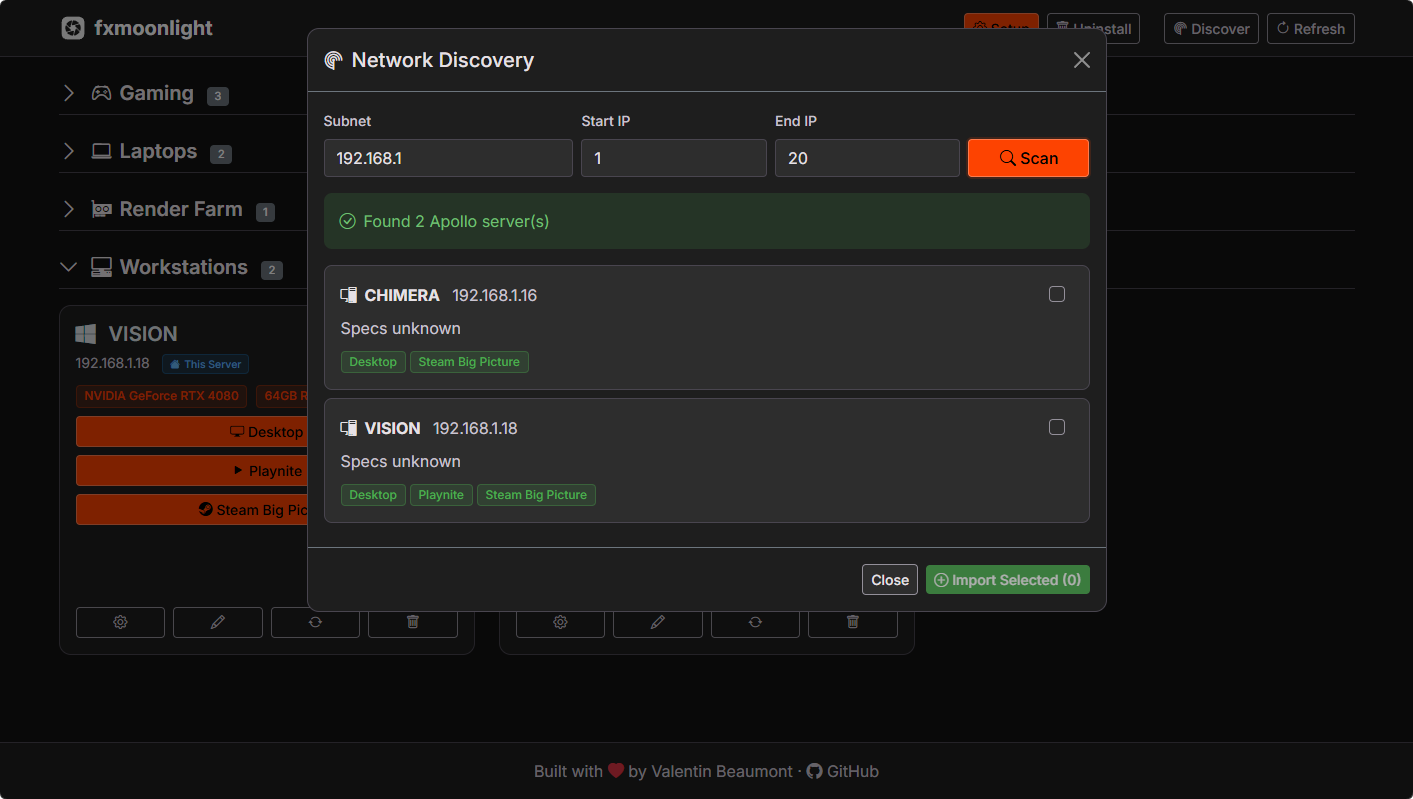 fxmoonlight
Setup Uninstall Discover Refresh
Network Discovery
Gaming 3
Laptops 2
Render Farm 1
Workstations 2
Subnet Start IP End IP
192.168.1 1 20 Scan
Found 2 Apollo server(s)
CHIMERA 192.168.1.16
Specs unknown
Desktop Steam Big Picture
VISION 192.168.1.18
Specs unknown
Desktop Playnite Steam Big Picture
Close Import Selected (0)
VISION
192.168.1.18 This Server
NVIDIA GeForce RTX 4080 64GB
Desktop
Playnite
Steam Big
Built with by Valentin Beaumont · GitHub